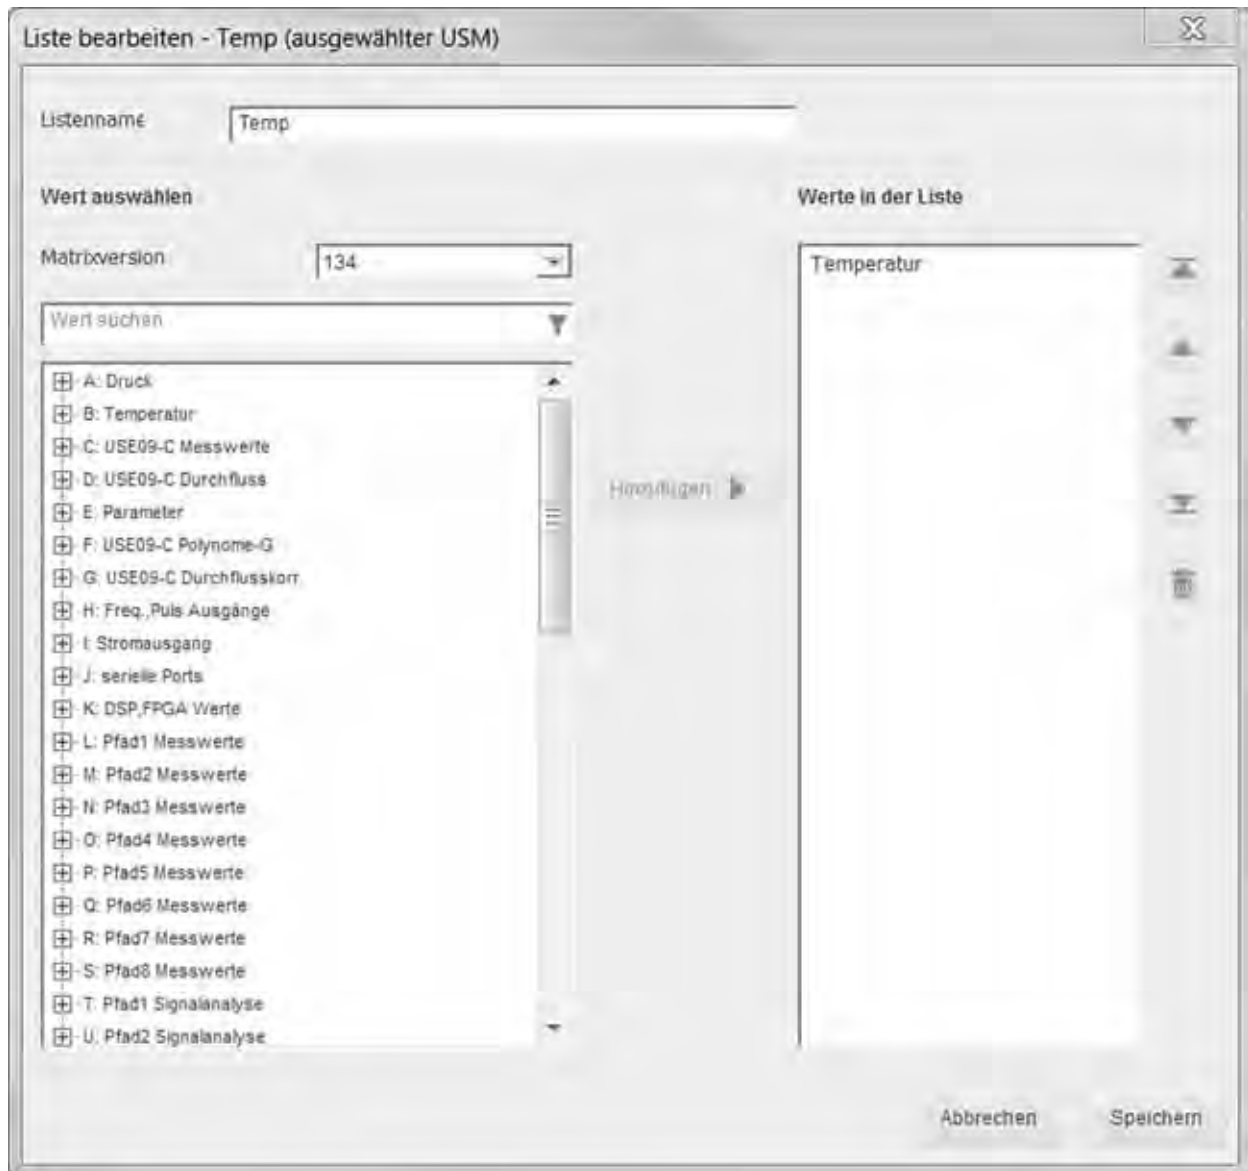 Liste bearbeiten - Temp (ausgewählter USM)
Listenname Temp
Wert auswählen
Werte in der Liste
Matrixversion 134
Wert suchen
A: Druck
B: Temperatur
C: USE09-C Messwerte
D: USE09-C Durchfluss
E: Parameter
F: USE09-C Polynome-G
G: USE09-C Durchflusskorr
H: Freq.,Puls Ausgänge
I: Stromausgang
J: serielle Ports
K: DSP,FPGA Werte
L: Pfad1 Messwerte
M: Pfad2 Messwerte
N: Pfad3 Messwerte
O: Pfad4 Messwerte
P: Pfad5 Messwerte
Q: Pfad6 Messwerte
R: Pfad7 Messwerte
S: Pfad8 Messwerte
T: Pfad1 Signalanalyse
U: Pfad2 Signalanalyse
Hinzufügen
Temperatur
Abbrechen
Speichern